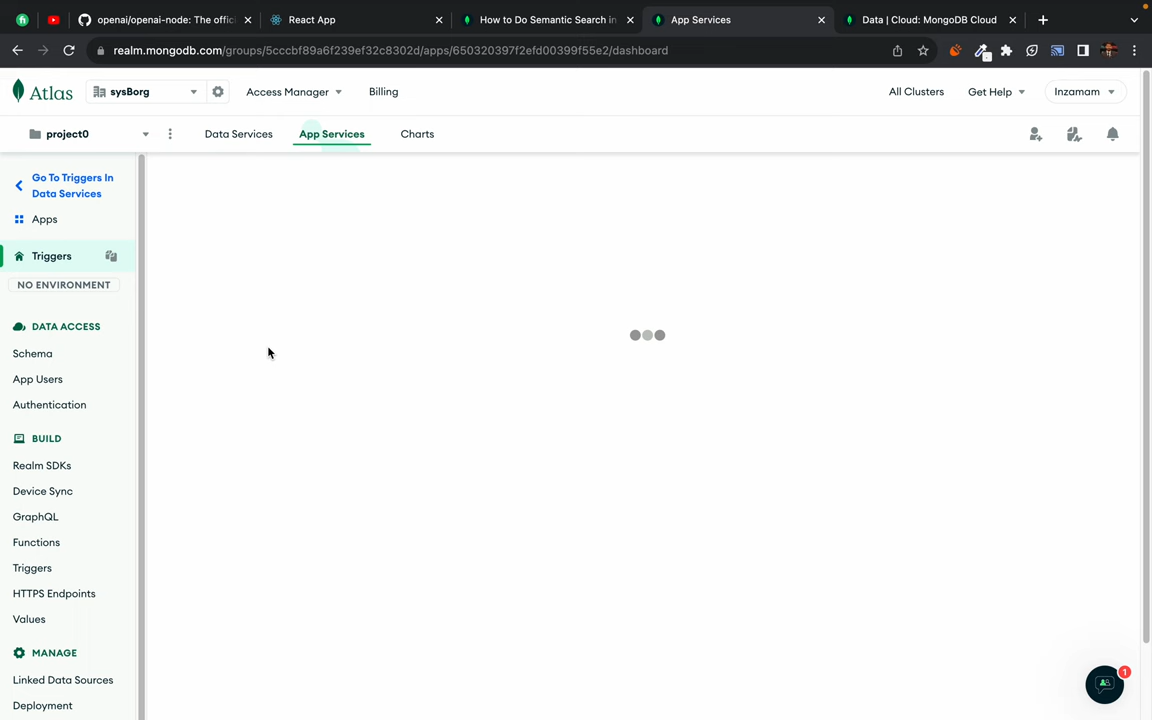 openai/openai-node: The offici
React App
How to Do Semantic Search in
App Services
Data | Cloud: MongoDB Cloud
realm.mongodb.com/groups/5cccbf89a6f239ef32c8302d/apps/650320397f2efd00399f55e2/dashboard
Atlas
sysBorg
Access Manager
Billing
All Clusters
Get Help
Inzamam
project0
Data Services
App Services
Charts
Go To Triggers In
Data Services
Apps
Triggers
NO ENVIRONMENT
DATA ACCESS
Schema
App Users
Authentication
BUILD
Realm SDKs
Device Sync
GraphQL
Functions
Triggers
HTTPS Endpoints
Values
MANAGE
Linked Data Sources
Deployment
1